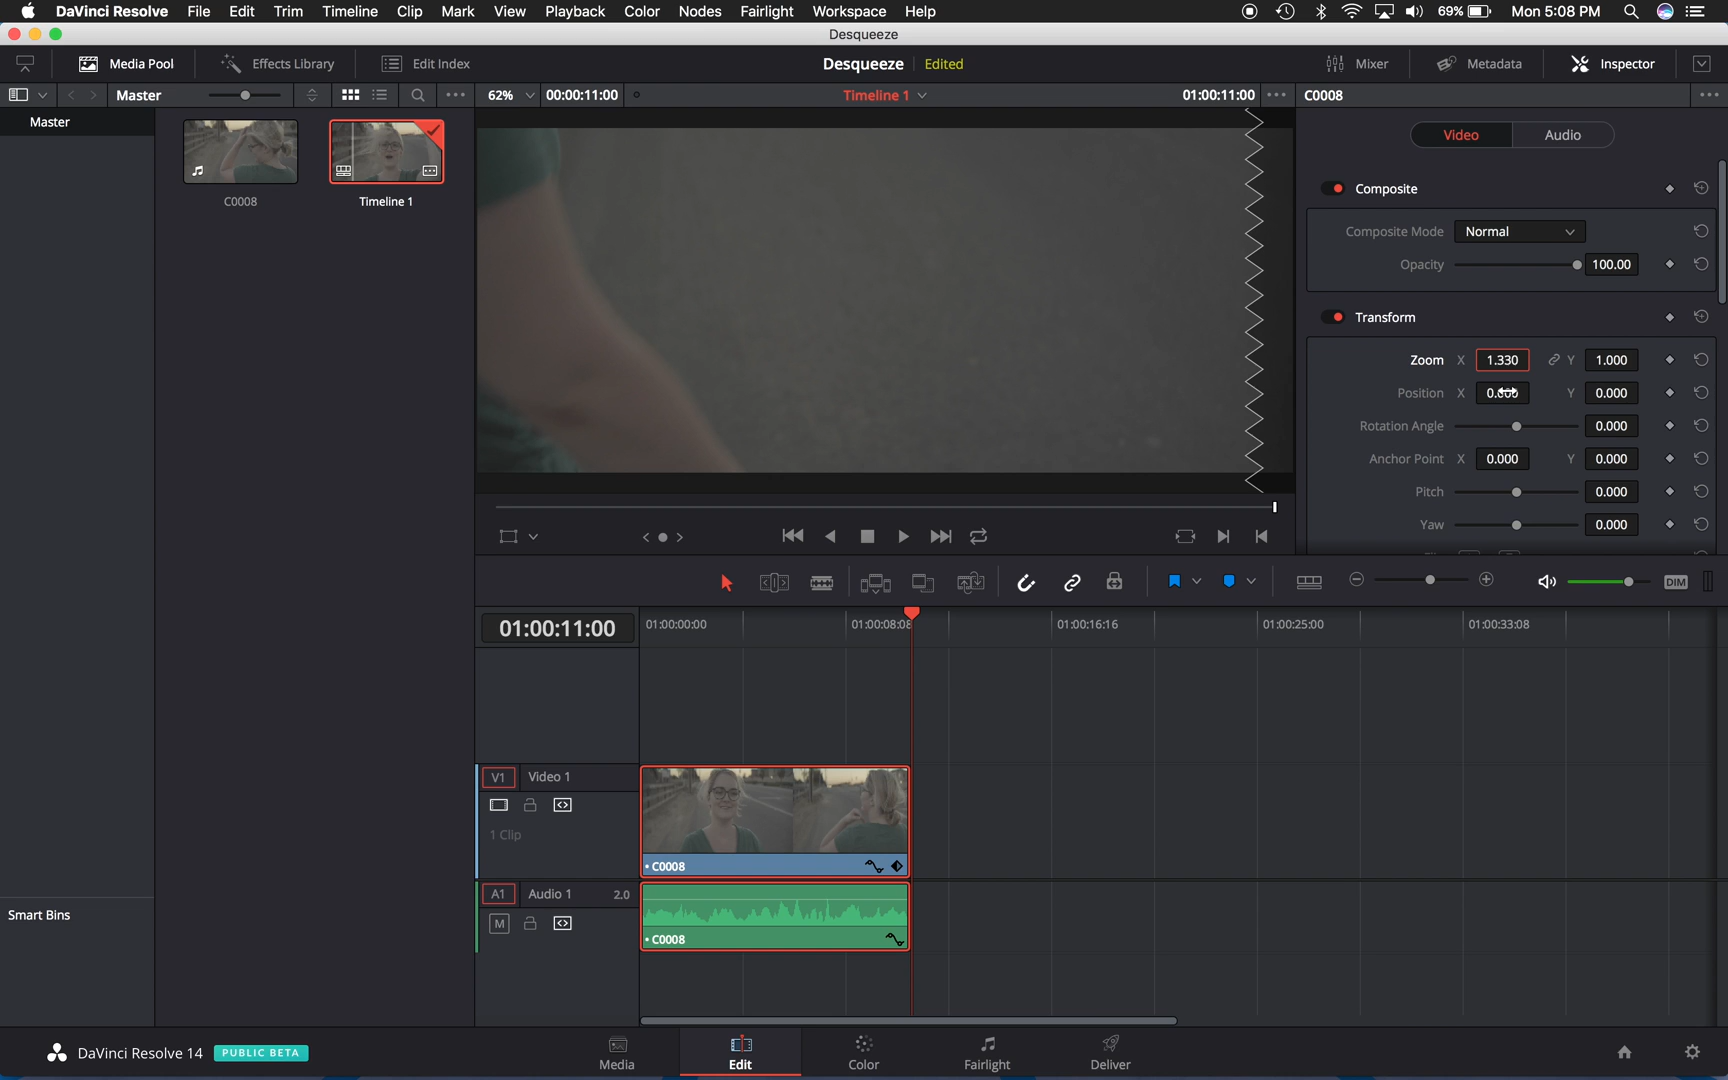 DaVinci Resolve File Edit Trim Timeline Clip Mark View Playback Color Nodes Fairlight Workspace Help 69% Mon 5:08 PM
Desqueeze
Media Pool Effects Library Edit Index Desqueeze Edited Mixer Metadata Inspector
Master 62% 00:00:11:00 Timeline 1 01:00:11:00 C0008
Master
Video Audio
C0008 Timeline 1
Composite
Composite Mode Normal
Opacity 100.00
Transform
Zoom X 1.330 Y 1.000
Position X Y 0.000
Rotation Angle 0.000
Anchor Point X 0.000 Y 0.000
Pitch 0.000
Yaw 0.000
DIM
01:00:11:00 01:00:00:00 01:00:08:08 01:00:16:16 01:00:25:00 01:00:33:08
V1 Video 1
1 Clip
C0008
A1 Audio 1 2.0
M
C0008
Smart Bins
DaVinci Resolve 14 PUBLIC BETA Media Edit Color Fairlight Deliver